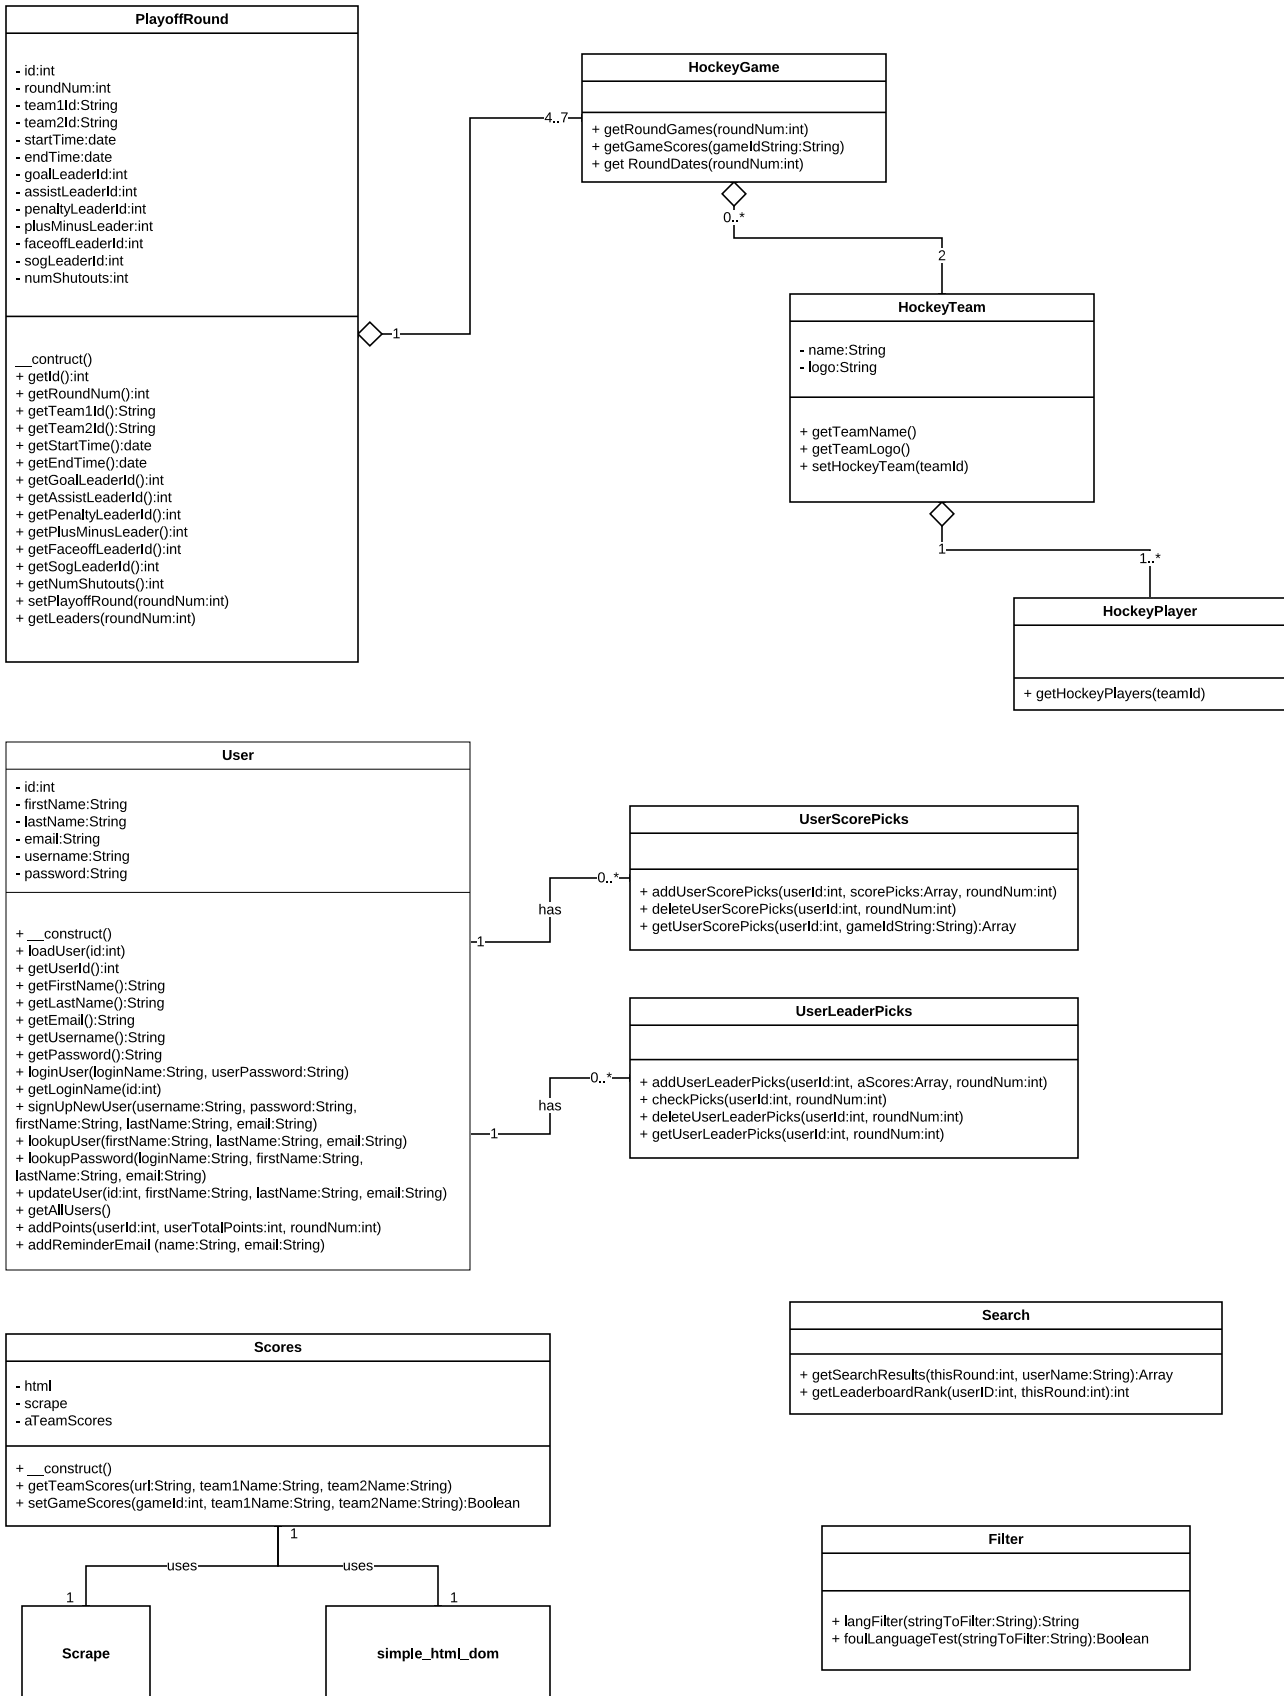 PlayoffRound
- id:int
- roundNum:int
- team1Id:String
- team2Id:String
- startTime:date
- endTime:date
- goalLeaderId:int
- assistLeaderId:int
- penaltyLeaderId:int
- plusMinusLeader:int
- faceoffLeaderId:int
- sogLeaderId:int
- numShutouts:int
__contruct()
+ getId():int
+ getRoundNum():int
+ getTeam1Id():String
+ getTeam2Id():String
+ getStartTime():date
+ getEndTime():date
+ getGoalLeaderId():int
+ getAssistLeaderId():int
+ getPenaltyLeaderId():int
+ getPlusMinusLeader():int
+ getFaceoffLeaderId():int
+ getSogLeaderId():int
+ getNumShutouts():int
+ setPlayoffRound(roundNum:int)
+ getLeaders(roundNum:int)
1
4..7
HockeyGame
+ getRoundGames(roundNum:int)
+ getGameScores(gameIdString:String)
+ get RoundDates(roundNum:int)
0..*
2
HockeyTeam
- name:String
- logo:String
+ getTeamName()
+ getTeamLogo()
+ setHockeyTeam(teamId)
1
1..*
HockeyPlayer
+ getHockeyPlayers(teamId)
User
- id:int
- firstName:String
- lastName:String
- email:String
- username:String
- password:String
+ __construct()
+ loadUser(id:int)
+ getUserId():int
+ getFirstName():String
+ getLastName():String
+ getEmail():String
+ getUsername():String
+ getPassword():String
+ loginUser(loginName:String, userPassword:String)
+ getLoginName(id:int)
+ signUpNewUser(username:String, password:String,
firstName:String, lastName:String, email:String)
+ lookupUser(firstName:String, lastName:String, email:String)
+ lookupPassword(loginName:String, firstName:String,
lastName:String, email:String)
+ updateUser(id:int, firstName:String, lastName:String, email:String)
+ getAllUsers()
+ addPoints(userId:int, userTotalPoints:int, roundNum:int)
+ addReminderEmail (name:String, email:String)
1
has
0..*
UserScorePicks
+ addUserScorePicks(userId:int, scorePicks:Array, roundNum:int)
+ deleteUserScorePicks(userId:int, roundNum:int)
+ getUserScorePicks(userId:int, gameIdString:String):Array
1
has
0..*
UserLeaderPicks
+ addUserLeaderPicks(userId:int, aScores:Array, roundNum:int)
+ checkPicks(userId:int, roundNum:int)
+ deleteUserLeaderPicks(userId:int, roundNum:int)
+ getUserLeaderPicks(userId:int, roundNum:int)
Scores
- html
- scrape
- aTeamScores
+ __construct()
+ getTeamScores(url:String, team1Name:String, team2Name:String)
+ setGameScores(gameId:int, team1Name:String, team2Name:String):Boolean
1
uses
uses
1
1
Scrape
simple_html_dom
Search
+ getSearchResults(thisRound:int, userName:String):Array
+ getLeaderboardRank(userID:int, thisRound:int):int
Filter
+ langFilter(stringToFilter:String):String
+ foulLanguageTest(stringToFilter:String):Boolean